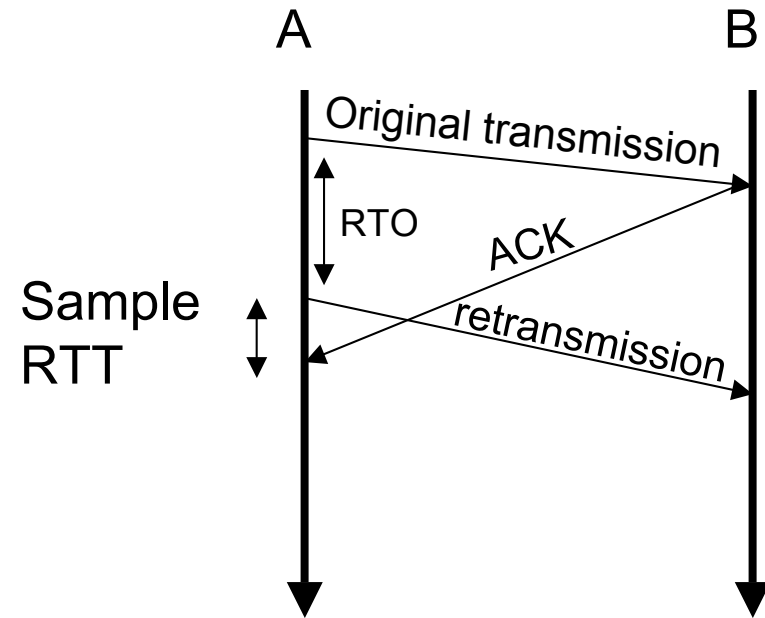 A
B
Original transmission
RTO
ACK
Sample
RTT
retransmission